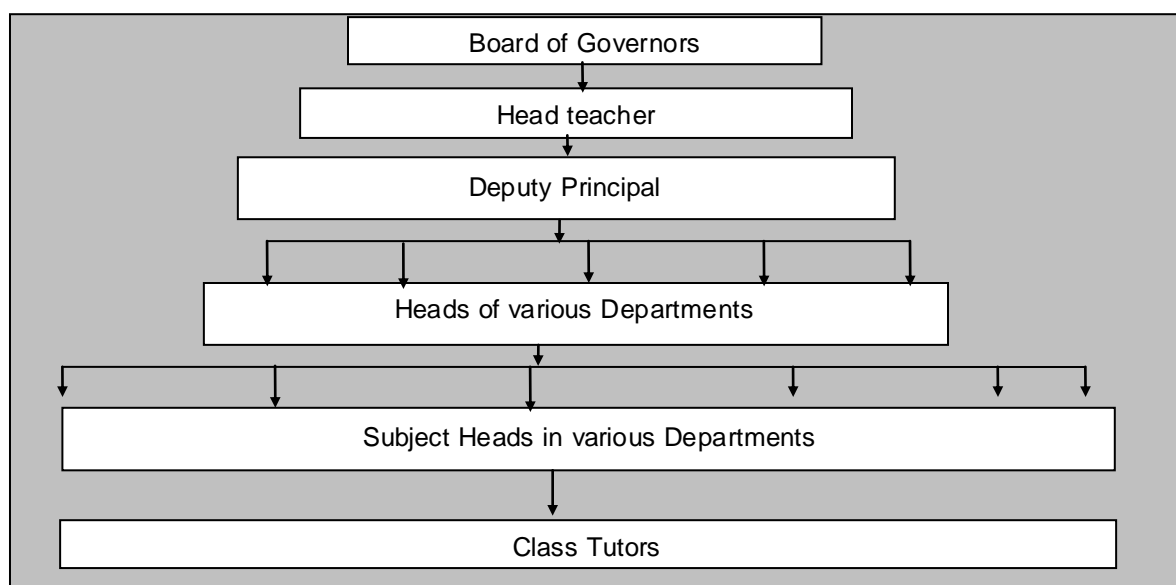 Board of Governors
Head teacher
Deputy Principal
Heads of various Departments
Subject Heads in various Departments
Class Tutors